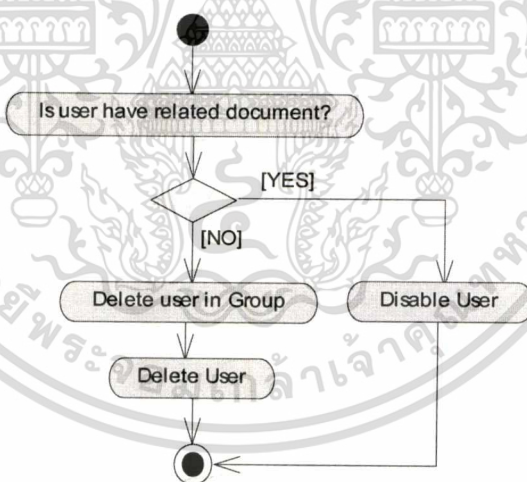 Is user have related document?
[YES]
[NO]
Delete user in Group
Disable User
Delete User